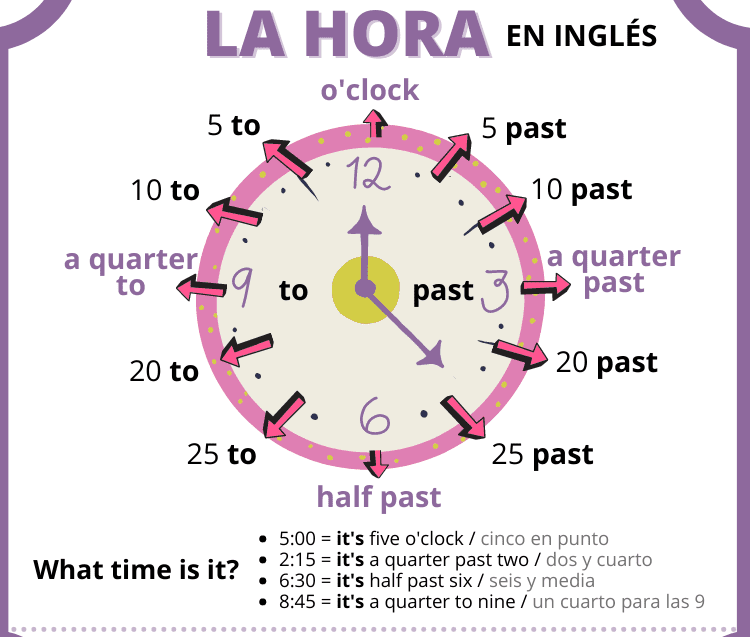 LA HORA EN INGLÉS
o'clock
5 to
5 past
10 to
10 past
12
a quarter
to
a quarter
past
9
to
past
3
20 to
20 past
6
25 to
25 past
half past
What time is it?
5:00 = it's five o'clock / cinco en punto
2:15 = it's a quarter past two / dos y cuarto
6:30 = it's half past six / seis y media
8:45 = it's a quarter to nine / un cuarto para las 9